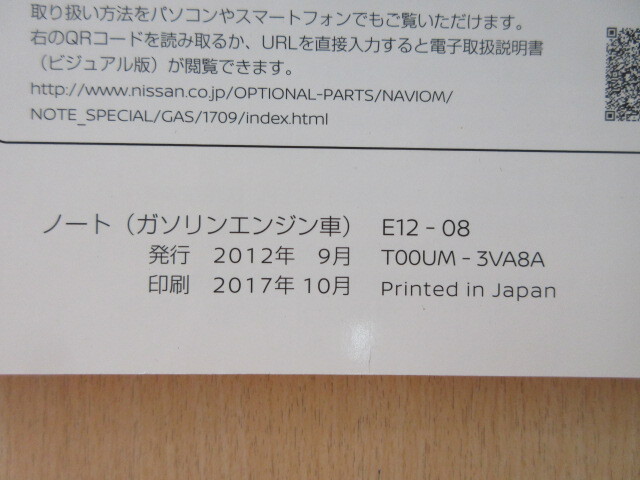 取り扱い方法をパソコンやスマートフォンでもご覧いただけます。
右のQRコードを読み取るか、URLを直接入力すると電子取扱説明書
（ビジュアル版）が閲覧できます。
http://www.nissan.co.jp/OPTIONAL-PARTS/NAVIOM/
NOTE_SPECIAL/GAS/1709/index.html
ノート（ガソリンエンジン車） E12 - 08
発行 2012年 9月 T00UM - 3VA8A
印刷 2017年 10月 Printed in Japan